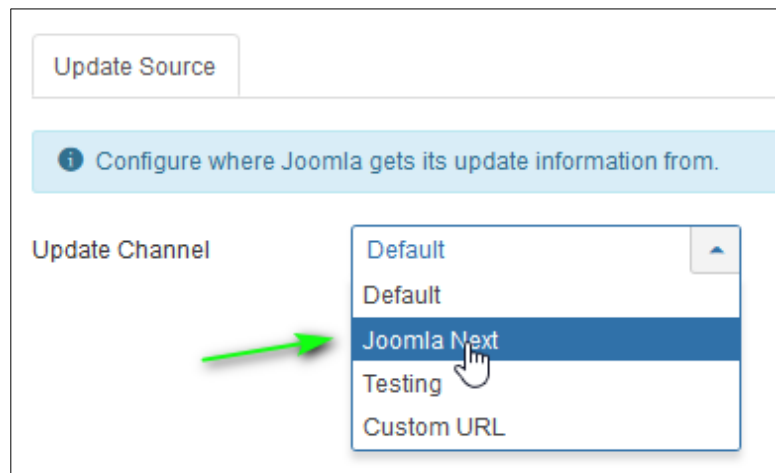 Update Source
Configure where Joomla gets its update information from.
Update Channel Default
Default
Joomla Next
Testing
Custom URL